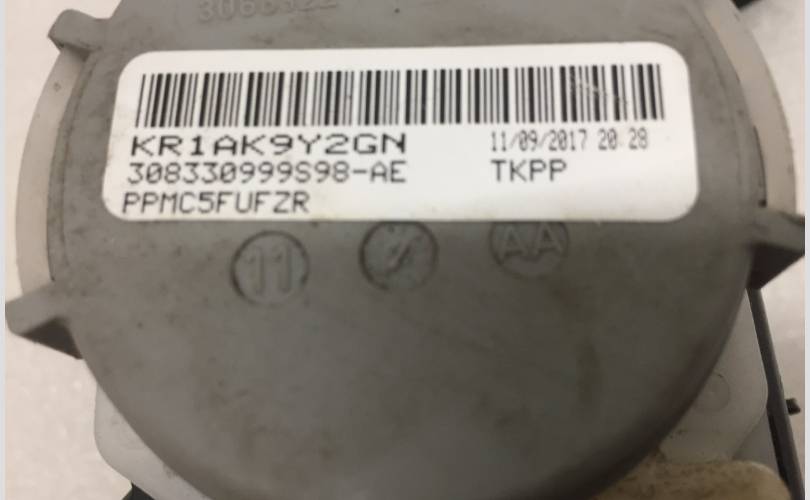 KR1AK9Y2GN 11/09/2017 20:28
308330999S98-AE TKPP
PPMC5FUFZR
11 AA